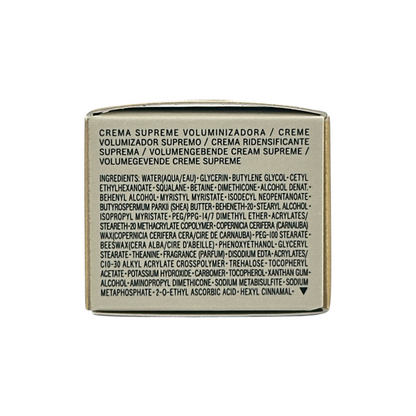 CREMA SUPREME VOLUMINIZADORA / CREME
VOLUMIZADOR SUPREMO / CREMA RIDENSIFICANTE
SUPREMA / VOLUMENGEBENDE CREAM SUPREME /
VOLUMEGEVENDE CREME SUPREME
INGREDIENTS: WATER(AQUA/EAU)･GLYCERIN･BUTYLENE GLYCOL･CETYL
ETHYLHEXANOATE･SQUALANE･BETAINE･DIMETHICONE･ALCOHOL DENAT.･
BEHENYL ALCOHOL･MYRISTYL MYRISTATE･ISODECYL NEOPENTANOATE･
BUTYROSPERMUM PARKII (SHEA) BUTTER･BEHENETH-20･STEARYL ALCOHOL･
ISOPROPYL MYRISTATE･PEG/PPG-14/7 DIMETHYL ETHER･ACRYLATES/
STEARETH-20 METHACRYLATE COPOLYMER･COPERNICIA CERIFERA (CARNAUBA)
WAX(COPERNICIA CERIFERA CERA/CIRE DE CARNAUBA)･PEG-100 STEARATE･
BEESWAX(CERA ALBA/CIRE D'ABEILLE)･PHENOXYETHANOL･GLYCERYL
STEARATE･THEANINE･FRAGRANCE (PARFUM)･DISODIUM EDTA･ACRYLATES/
C10-30 ALKYL ACRYLATE CROSSPOLYMER･TREHALOSE･TOCOPHERYL
ACETATE･POTASSIUM HYDROXIDE･CARBOMER･TOCOPHEROL･XANTHAN GUM･
ALCOHOL･AMINOPROPYL DIMETHICONE･SODIUM METABISULFITE･SODIUM
METAPHOSPHATE･2-O-ETHYL ASCORBIC ACID･HEXYL CINNAMAL･▼